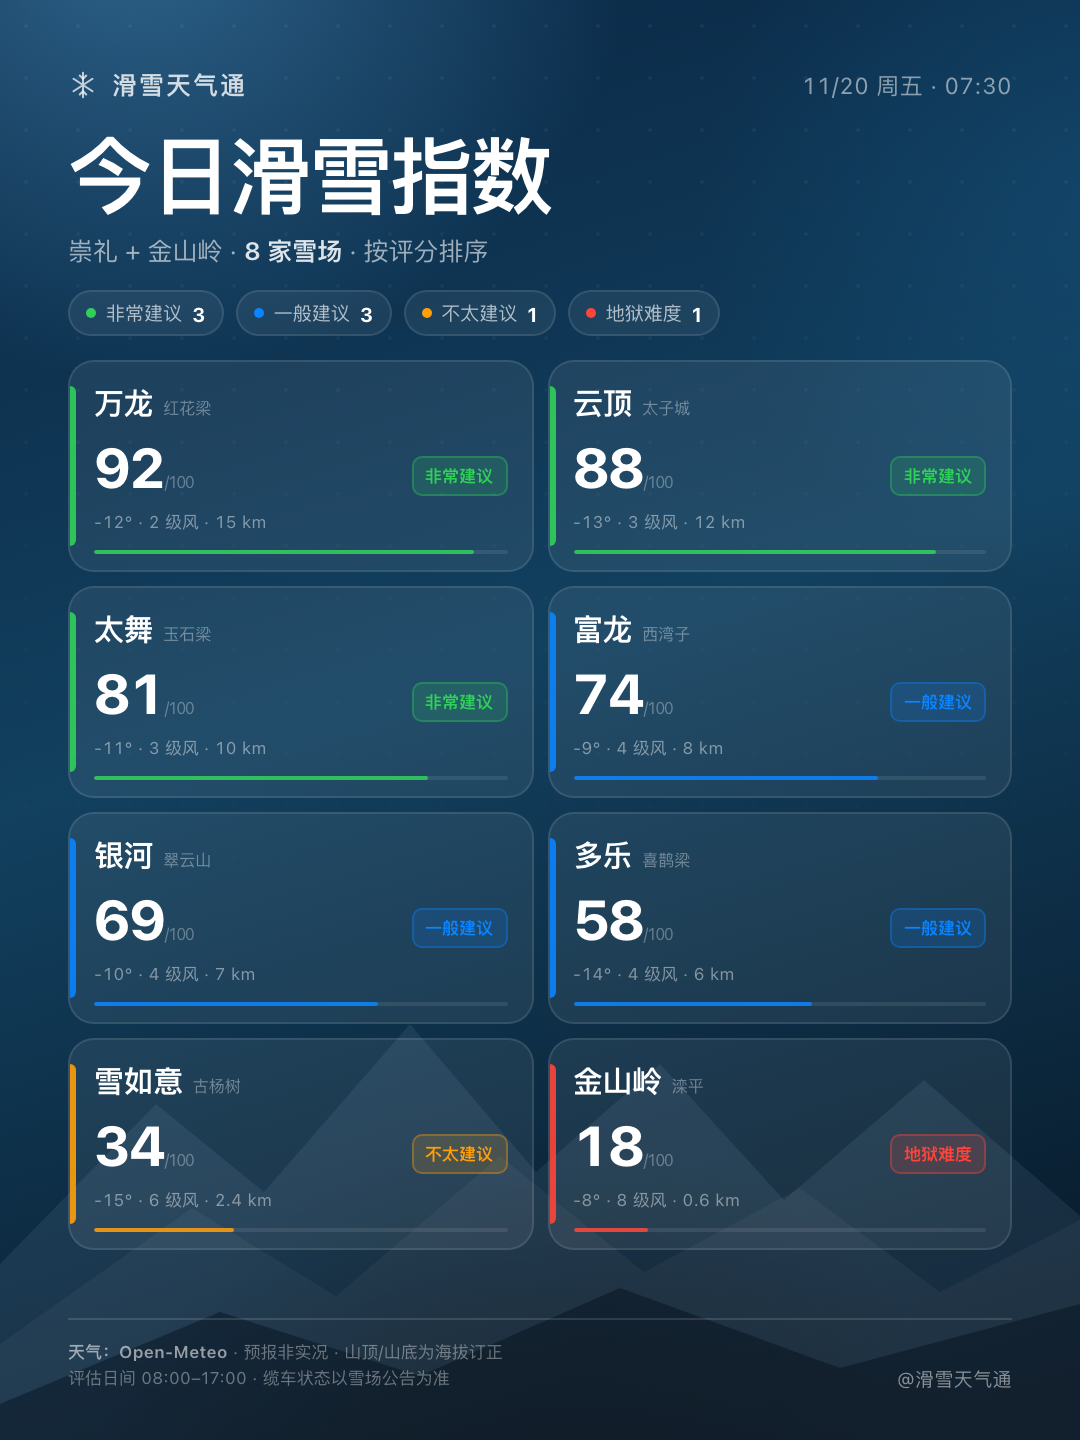 滑雪天气通
11/20 周五 · 07:30
今日滑雪指数
崇礼 + 金山岭 · 8 家雪场 · 按评分排序
非常建议 3
一般建议 3
不太建议 1
地狱难度 1
万龙 红花梁
92/100
非常建议
-12° · 2 级风 · 15 km
云顶 太子城
88/100
非常建议
-13° · 3 级风 · 12 km
太舞 玉石梁
81/100
非常建议
-11° · 3 级风 · 10 km
富龙 西湾子
74/100
一般建议
-9° · 4 级风 · 8 km
银河 翠云山
69/100
一般建议
-10° · 4 级风 · 7 km
多乐 喜鹊梁
58/100
一般建议
-14° · 4 级风 · 6 km
雪如意 古杨树
34/100
不太建议
-15° · 6 级风 · 2.4 km
金山岭 滦平
18/100
地狱难度
-8° · 8 级风 · 0.6 km
天气：Open-Meteo · 预报非实况 · 山顶/山底为海拔订正
评估日间 08:00–17:00 · 缆车状态以雪场公告为准
@滑雪天气通